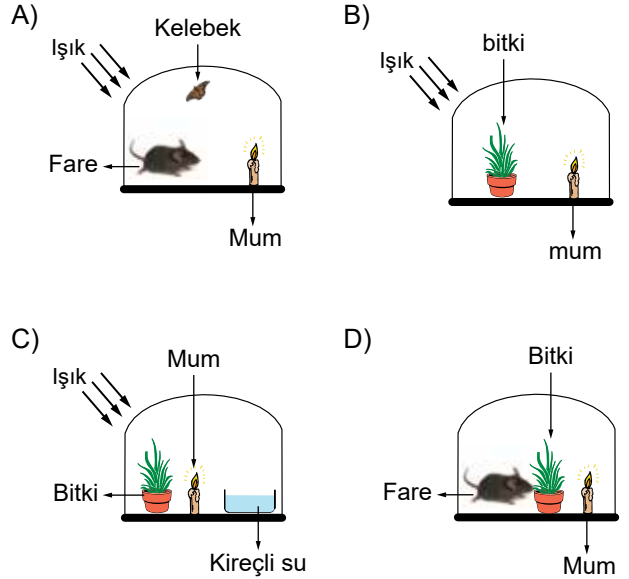 A)
Kelebek
Işık
Fare
Mum
B)
bitki
Işık
mum
C)
Mum
Işık
Bitki
Kireçli su
D)
Bitki
Fare
Mum